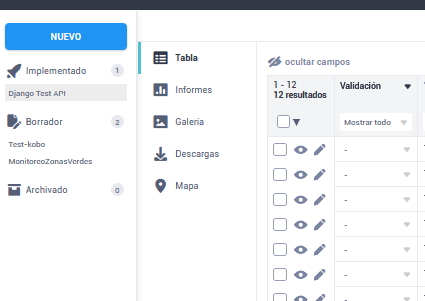 NUEVO
Implementado 1
Django Test API
Borrador 2
Test-kobo
MonitoreoZonasVerdes
Archivado 0
Tabla
Informes
Galería
Descargas
Mapa
ocultar campos
1 - 12
12 resultados
Validación
Mostrar todo
-
-
-
-
-
-
-